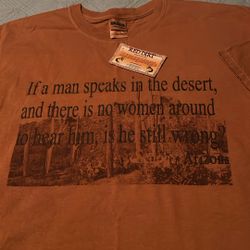 If a man speaks in the desert,
and there is no women around
to hear him, is he still wrong?
Arizona